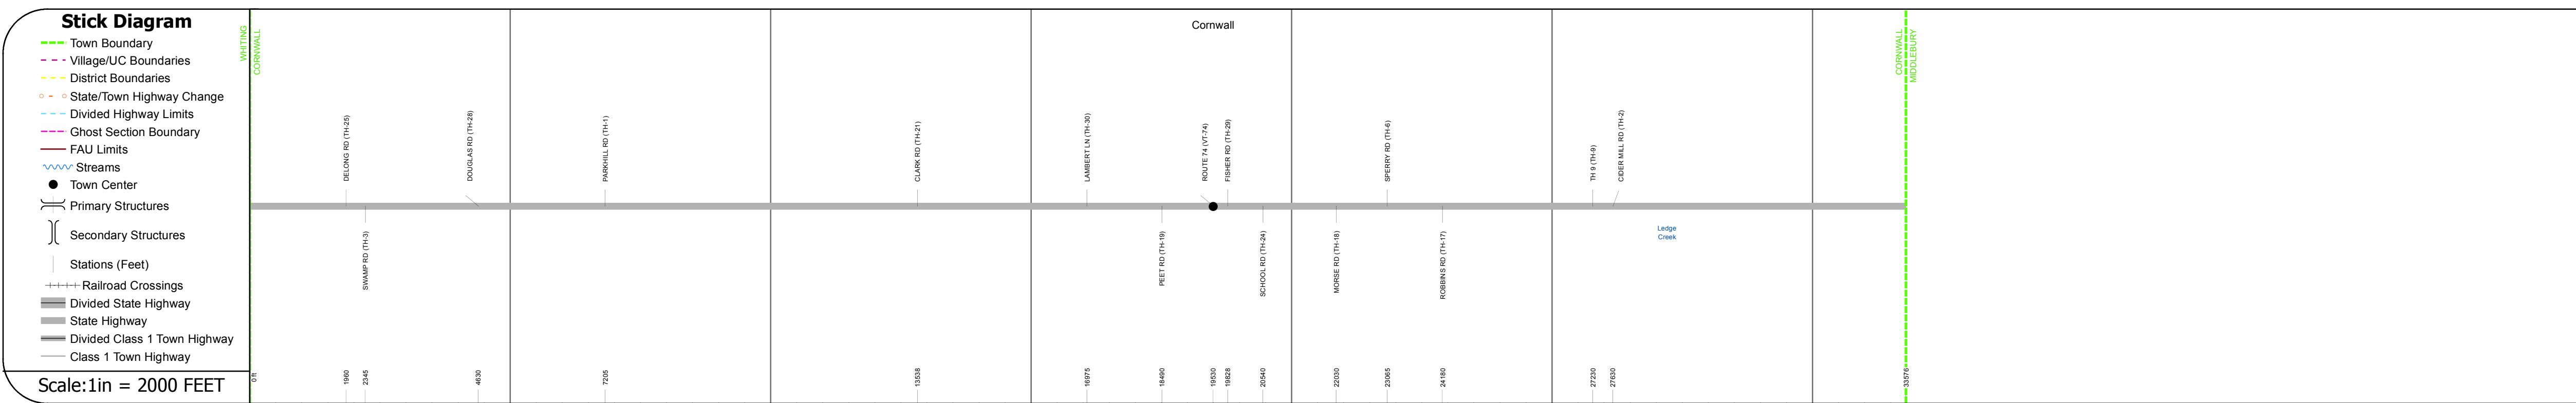 Stick Diagram
Town Boundary
Village/UC Boundaries
District Boundaries
State/Town Highway Change
Divided Highway Limits
Ghost Section Boundary
FAU Limits
Streams
Town Center
Primary Structures
Secondary Structures
Stations (Feet)
Railroad Crossings
Divided State Highway
State Highway
Divided Class 1 Town Highway
Class 1 Town Highway
Scale:1in = 2000 FEET
WHITING
CORNWALL
Cornwall
CORNWALL
MIDDLEBURY
DELONG RD (TH-25)
DOUGLAS RD (TH-28)
PARKHILL RD (TH-1)
CLARK RD (TH-21)
LAMBERT LN (TH-30)
ROUTE 74 (VT-74)
FISHER RD (TH-29)
SPERRY RD (TH-6)
TH 9 (TH-9)
CIDER MILL RD (TH-2)
SWAMP RD (TH-3)
PEET RD (TH-19)
SCHOOL RD (TH-24)
MORSE RD (TH-18)
ROBBINS RD (TH-17)
Ledge
Creek
0 ft
1960
2345
4630
7205
13538
16975
18490
19530
19828
20540
22030
23065
24180
27230
27630
33576